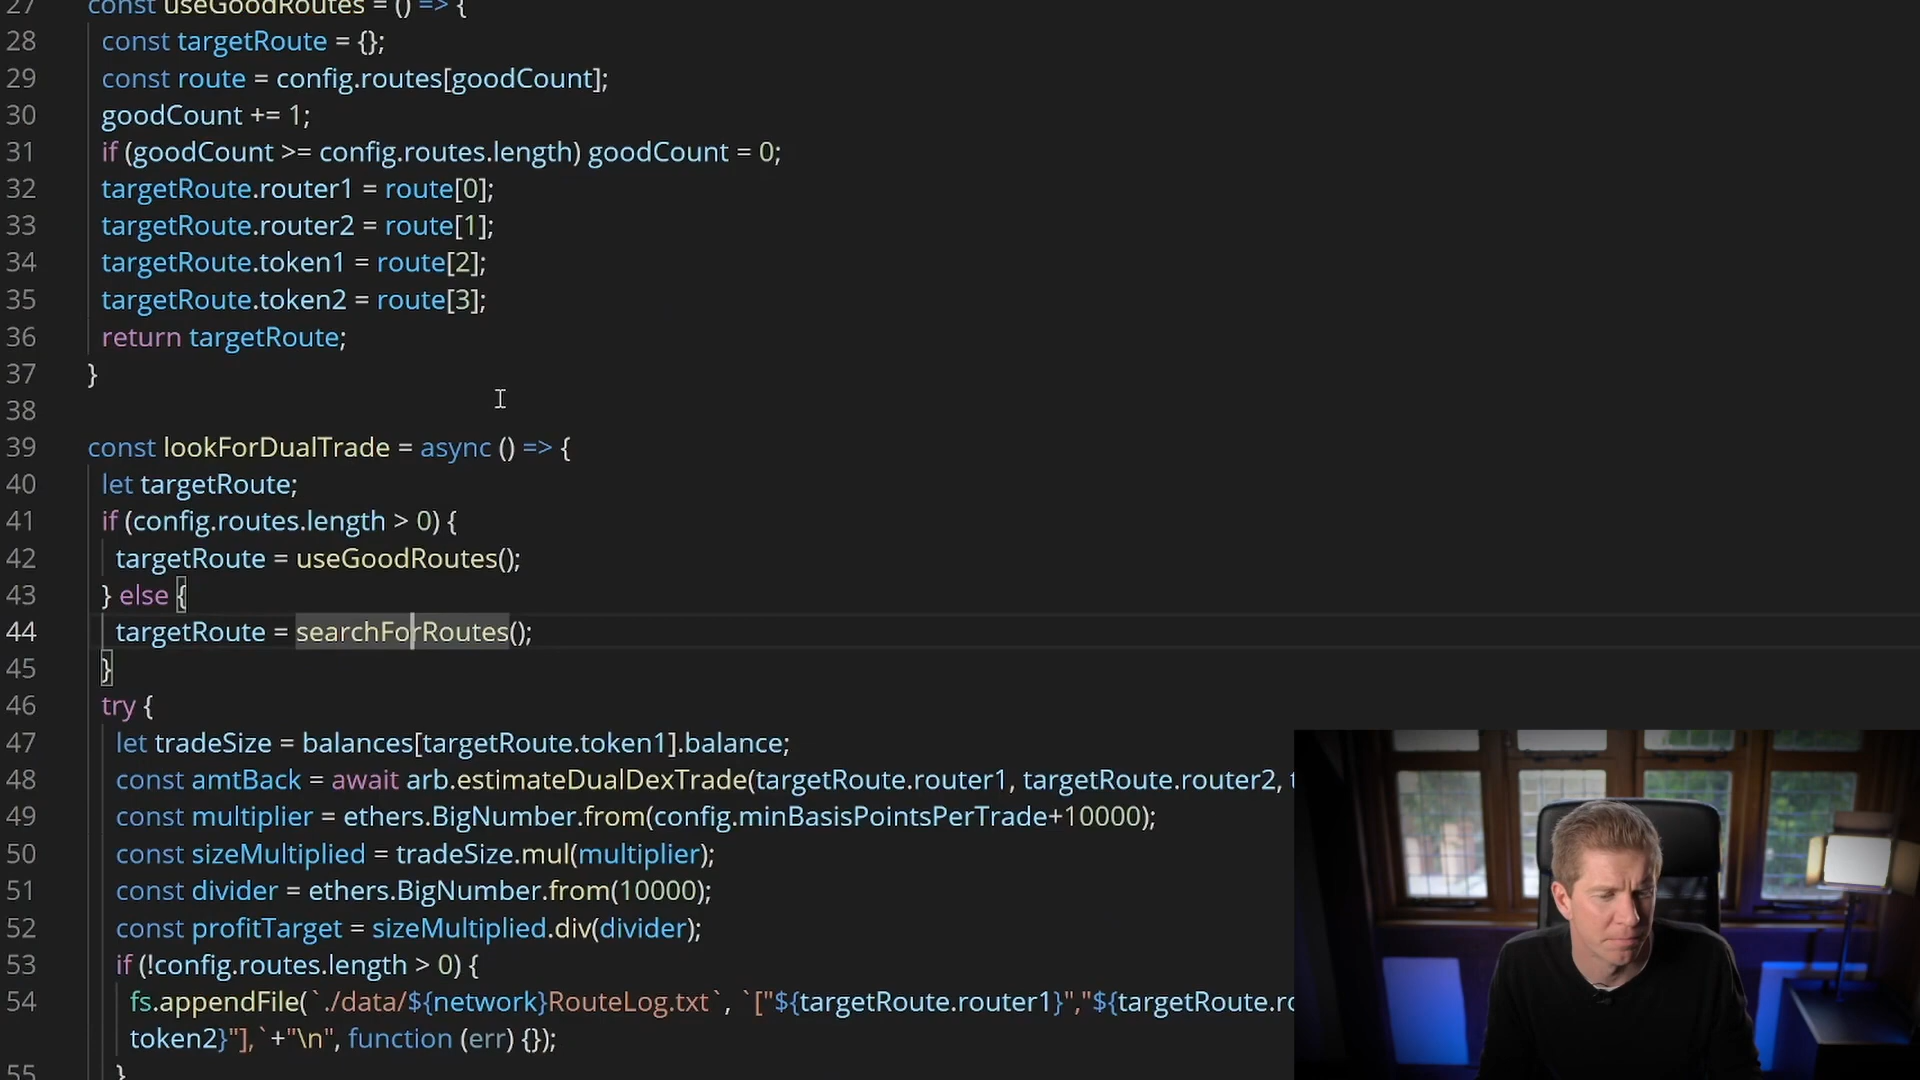 27 const useGoodRoutes = () => {
28 const targetRoute = {};
29 const route = config.routes[goodCount];
30 goodCount += 1;
31 if (goodCount >= config.routes.length) goodCount = 0;
32 targetRoute.router1 = route[0];
33 targetRoute.router2 = route[1];
34 targetRoute.token1 = route[2];
35 targetRoute.token2 = route[3];
36 return targetRoute;
37 }
38
39 const lookForDualTrade = async () => {
40 let targetRoute;
41 if (config.routes.length > 0) {
42 targetRoute = useGoodRoutes();
43 } else {
44 targetRoute = searchForRoutes();
45 }
46 try {
47 let tradeSize = balances[targetRoute.token1].balance;
48 const amtBack = await arb.estimateDualDexTrade(targetRoute.router1, targetRoute.router2, t
49 const multiplier = ethers.BigNumber.from(config.minBasisPointsPerTrade+10000);
50 const sizeMultiplied = tradeSize.mul(multiplier);
51 const divider = ethers.BigNumber.from(10000);
52 const profitTarget = sizeMultiplied.div(divider);
53 if (!config.routes.length > 0) {
54 fs.appendFile(`./data/${network}RouteLog.txt`, `["${targetRoute.router1}","${targetRoute.ro
token2}"],`+"\n", function (err) {});
55 }